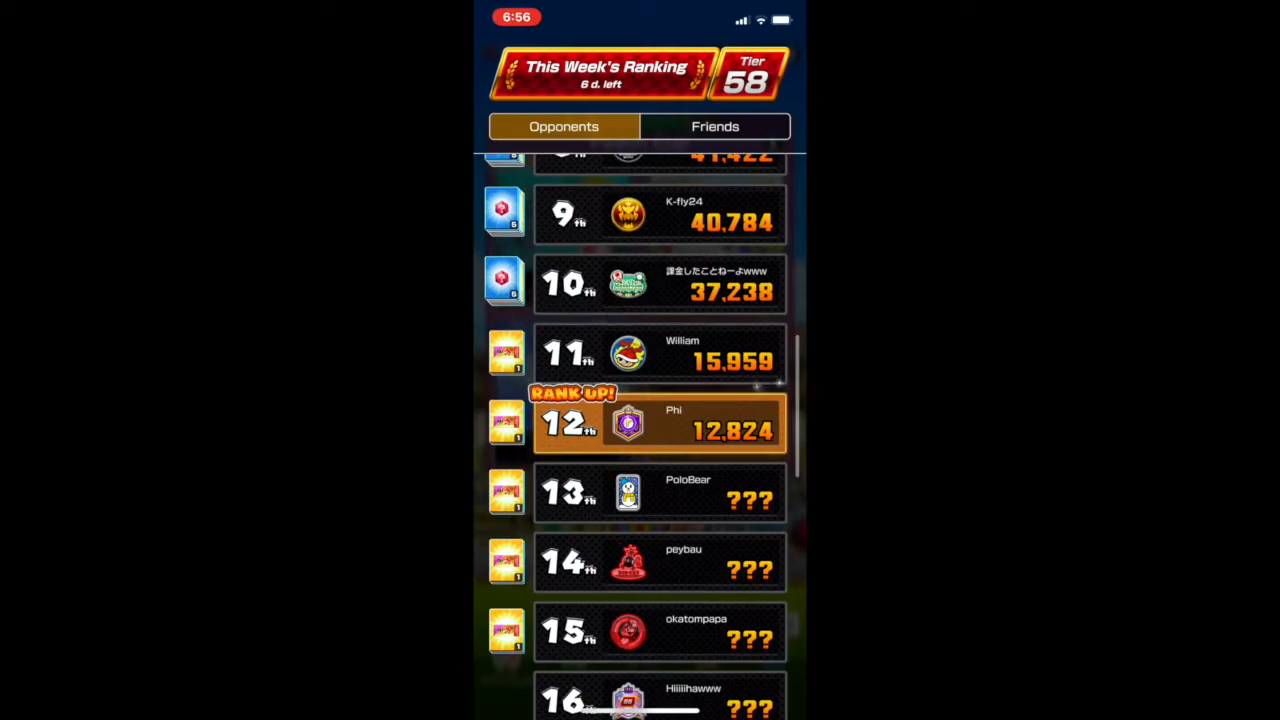 6:56
This Week's Ranking
6 d. left
Tier
58
Opponents
Friends
41,422
9th
K-fly24
40,784
10th
課金したことねーよwww
37,238
11th
William
15,959
RANK UP!
12th
Phi
12,824
13th
PoloBear
???
14th
peybau
???
15th
okatompapa
???
16th
Hiiiiihawww
???